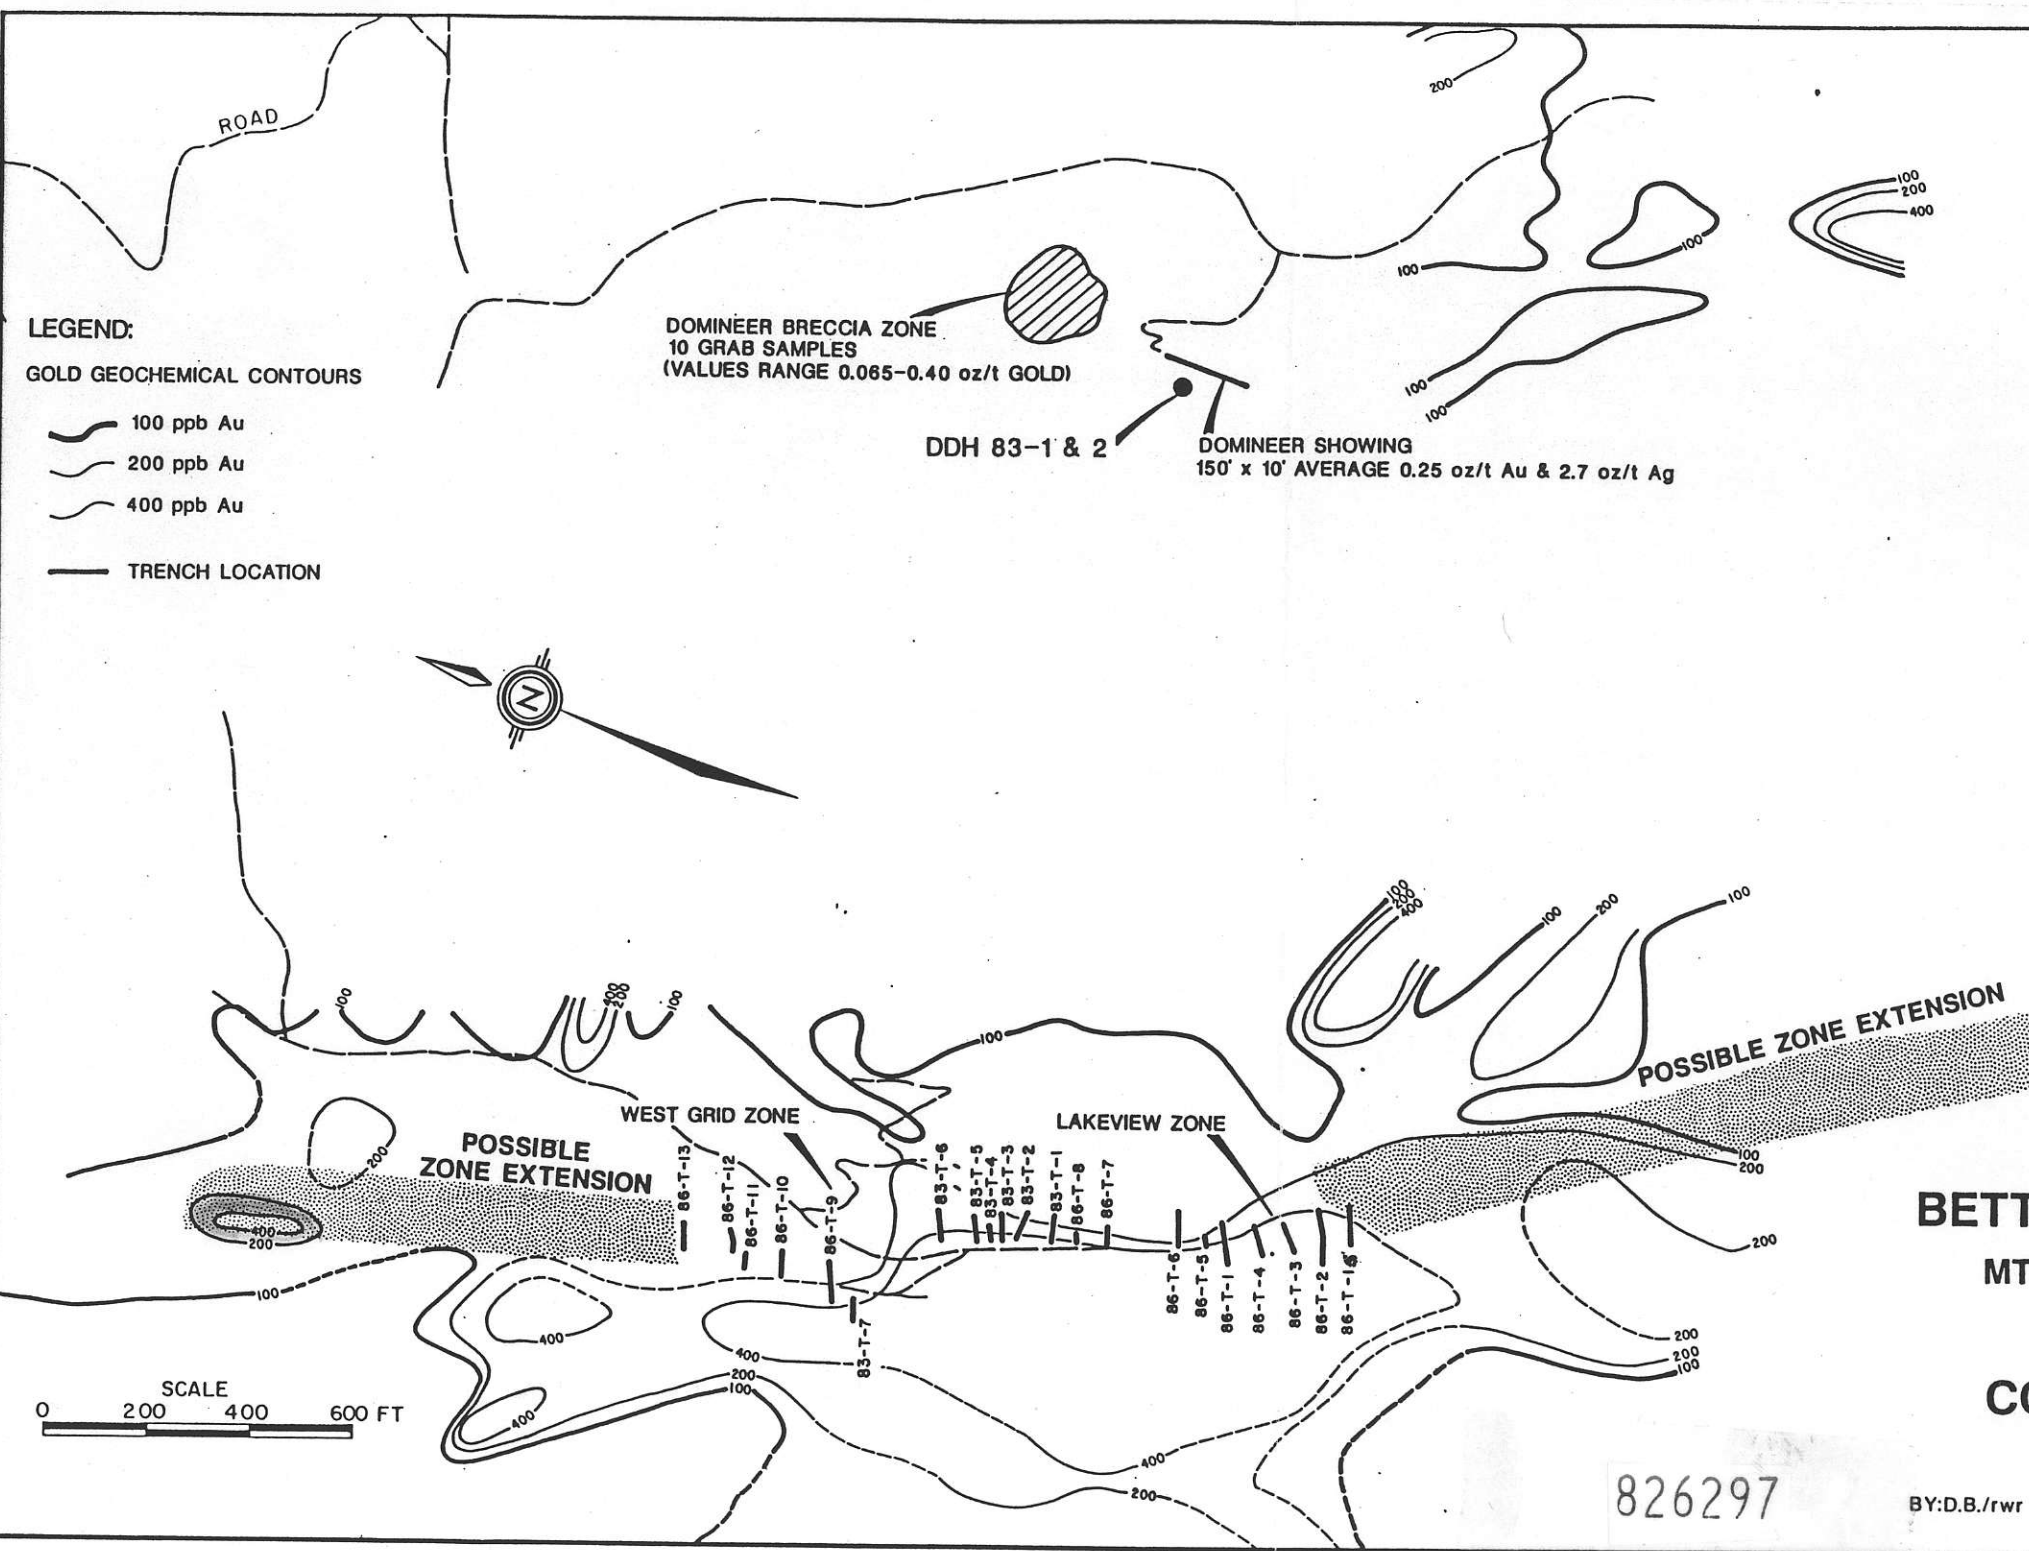 ROAD
200
100
200
400
100
100
100
100
LEGEND:
GOLD GEOCHEMICAL CONTOURS
100 ppb Au
200 ppb Au
400 ppb Au
TRENCH LOCATION
DOMINEER BRECCIA ZONE
10 GRAB SAMPLES
(VALUES RANGE 0.065-0.40 oz/t GOLD)
DDH 83-1 & 2
DOMINEER SHOWING
150' x 10' AVERAGE 0.25 oz/t Au & 2.7 oz/t Ag
N
100
200
400
100
200
100
100
400
200
100
100
POSSIBLE ZONE EXTENSION
WEST GRID ZONE
LAKEVIEW ZONE
POSSIBLE
ZONE EXTENSION
200
400
200
100
86-T-13
86-T-12
86-T-11
86-T-10
86-T-9
83-T-7
83-T-6
83-T-5
83-T-4
83-T-3
83-T-2
83-T-1
86-T-8
86-T-7
86-T-6
86-T-5
86-T-1
86-T-4
86-T-3
86-T-2
100
200
200
200
200
100
400
400
200
100
400
400
200
BETT
MT
CO
SCALE
0 200 400 600 FT
826297
BY:D.B./rwr